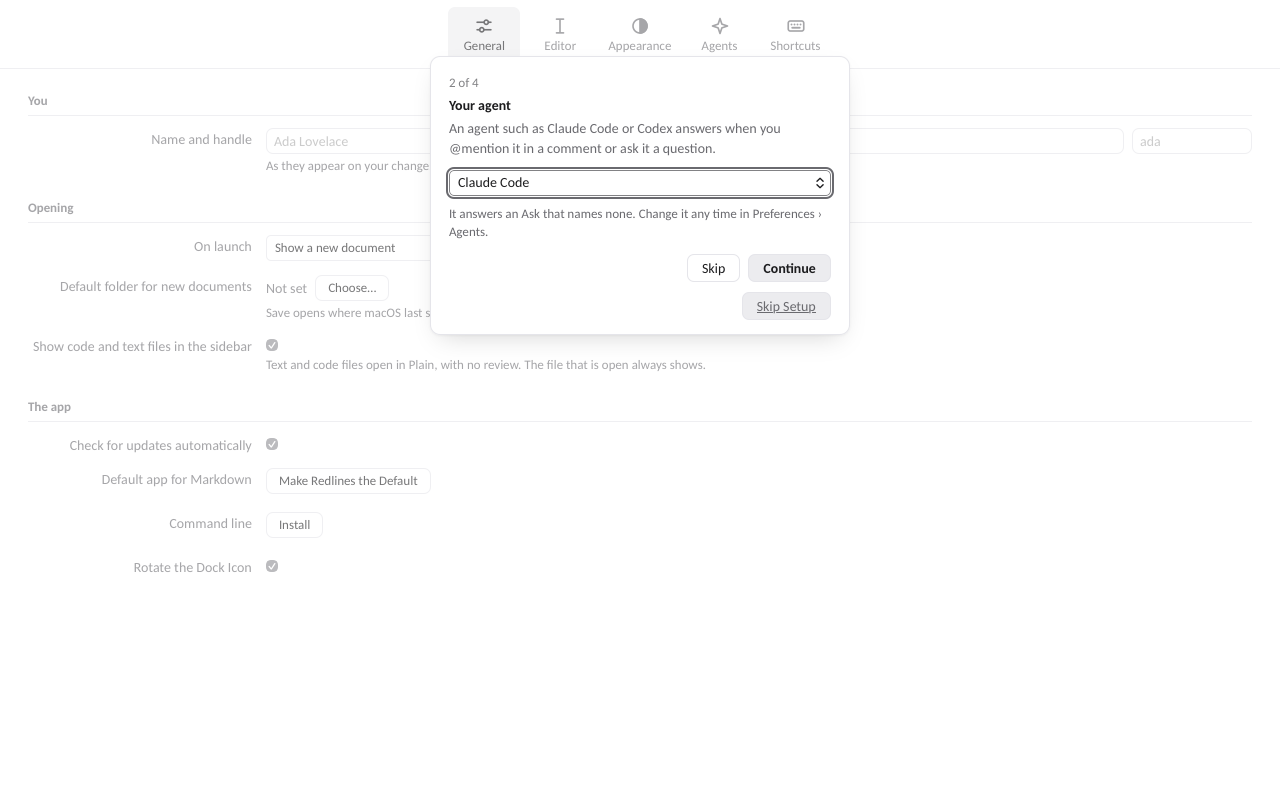 General
Editor
Appearance
Agents
Shortcuts
2 of 4
Your agent
An agent such as Claude Code or Codex answers when you
@mention it in a comment or ask it a question.
Claude Code
It answers an Ask that names none. Change it any time in Preferences ›
Agents.
Skip
Continue
Skip Setup
You
Name and handle
Ada Lovelace
ada
As they appear on your change
Opening
On launch
Show a new document
Default folder for new documents
Not set
Choose...
Save opens where macOS last s
Show code and text files in the sidebar
Text and code files open in Plain, with no review. The file that is open always shows.
The app
Check for updates automatically
Default app for Markdown
Make Redlines the Default
Command line
Install
Rotate the Dock Icon